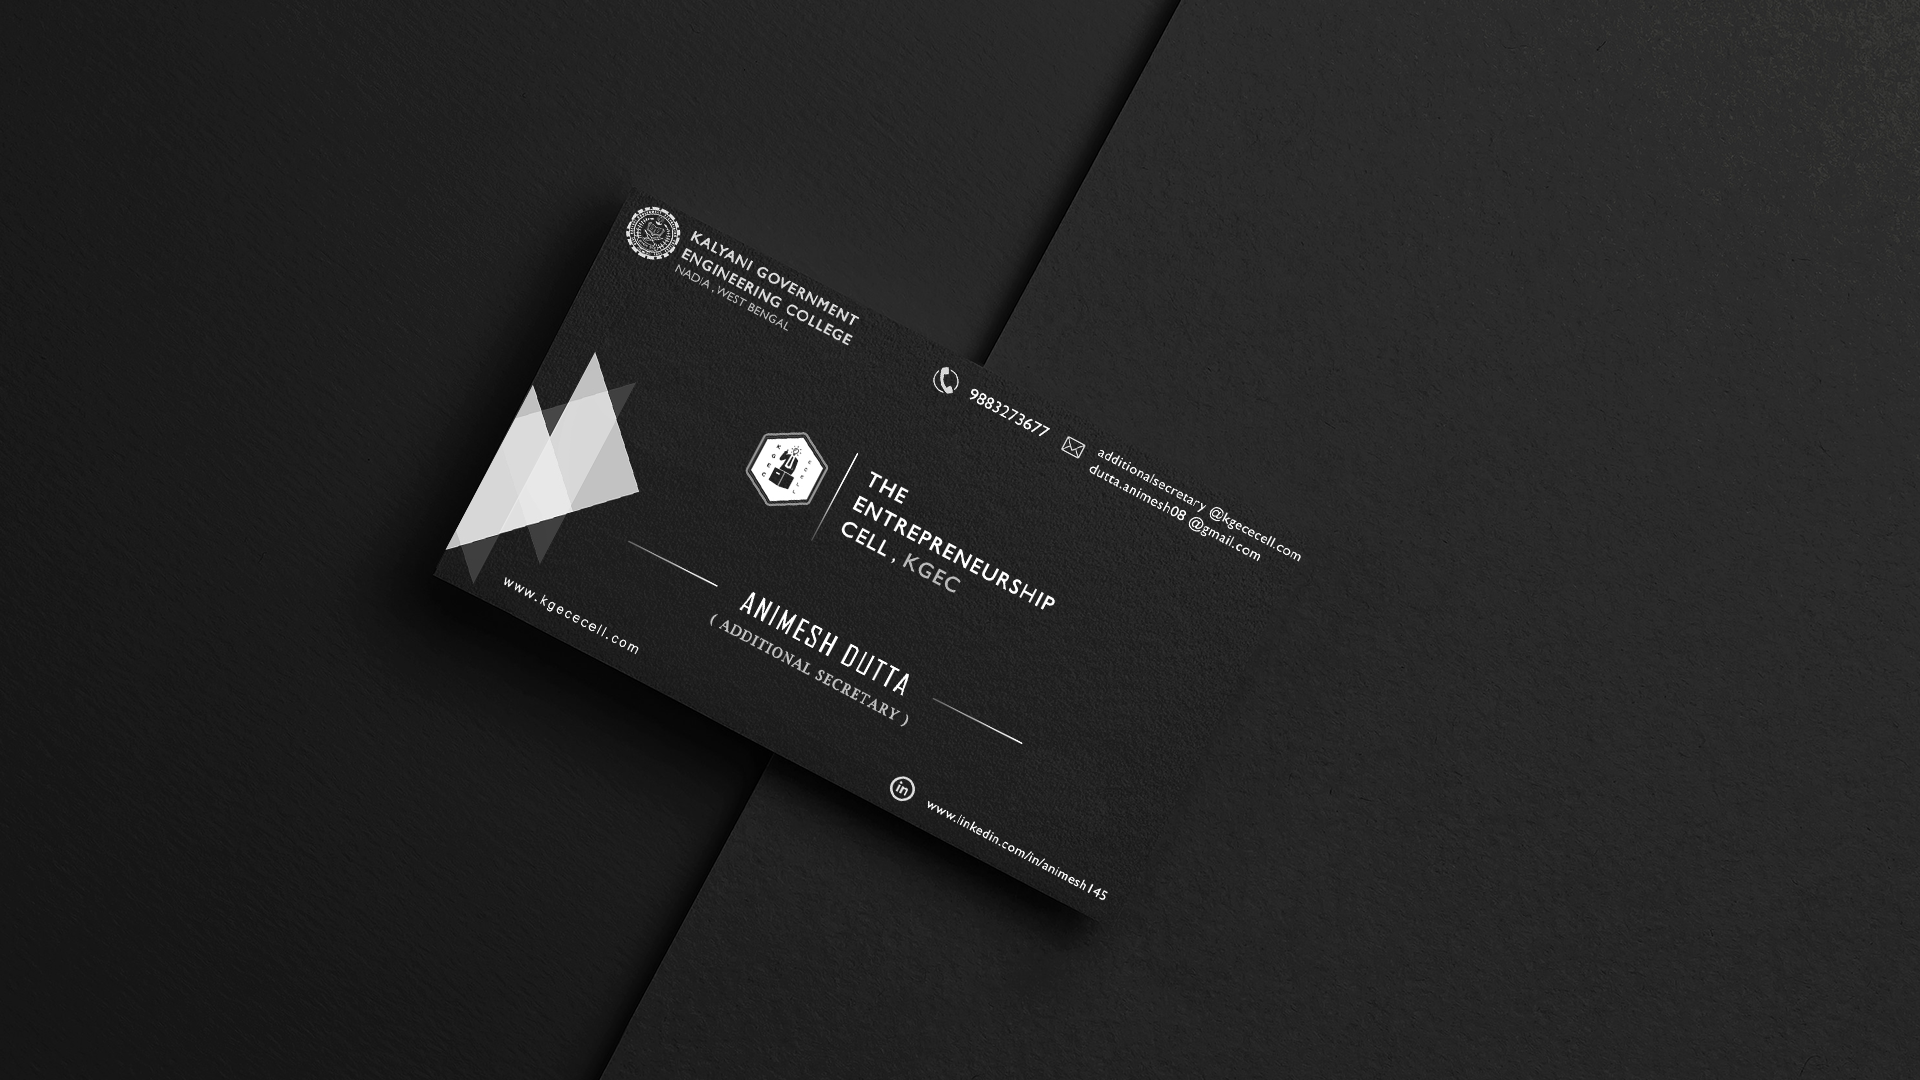 KALYANI GOVERNMENT
ENGINEERING COLLEGE
NADIA , WEST BENGAL
9883273677
additionalsecretary @kgececell.com
dutta.animesh08 @gmail.com
THE
ENTREPRENEURSHIP
CELL , KGEC
ANIMESH DUTTA
( ADDITIONAL SECRETARY )
www.kgececell.com
in
www.linkedin.com/in/animesh145